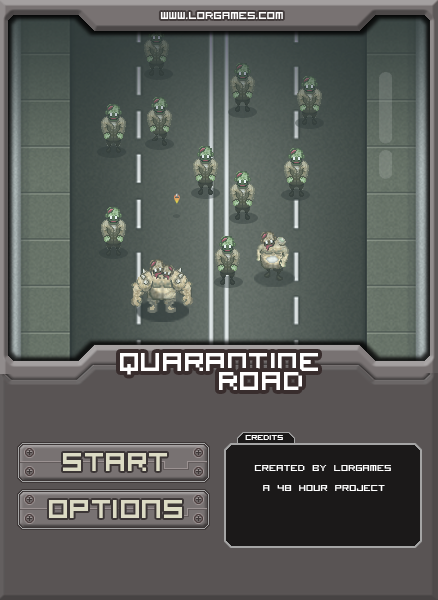 WWW.LORGAMES.COM
QUARANTINE
ROAD
START
OPTIONS
CREDITS
CREATED BY LORGAMES
A 48 HOUR PROJECT